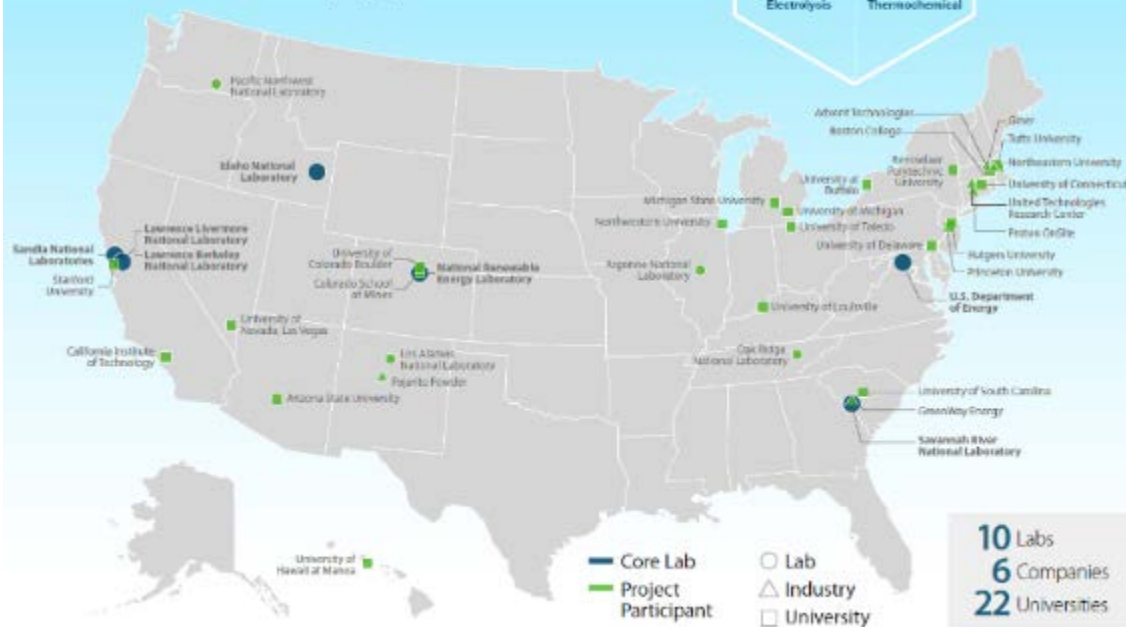 Electrolysis
Thermochemical
Pacific Northwest
National Laboratory
Idaho National
Laboratory
Lawrence Livermore
National Laboratory
Sandia National
Laboratories
Lawrence Berkeley
National Laboratory
Stanford
University
University of
Colorado Boulder
Colorado School
of Mines
National Renewable
Energy Laboratory
University of
Nevada, Las Vegas
California Institute
of Technology
Los Alamos
National Laboratory
Pajarito Powder
Arizona State University
University of
Hawaii at Manoa
Michigan State University
Northwestern University
University of Michigan
University of Toledo
Argonne National
Laboratory
University of Louisville
Oak Ridge
National Laboratory
University at
Buffalo
Rensselaer
Polytechnic
University
Advent Technologies
Boston College
Giner
Tufts University
Northeastern University
University of Connecticut
United Technologies
Research Center
Proton OnSite
Rutgers University
Princeton University
University of Delaware
U.S. Department
of Energy
University of South Carolina
GreenWay Energy
Savannah River
National Laboratory
Core Lab
Project
Participant
Lab
Industry
University
10 Labs
6 Companies
22 Universities